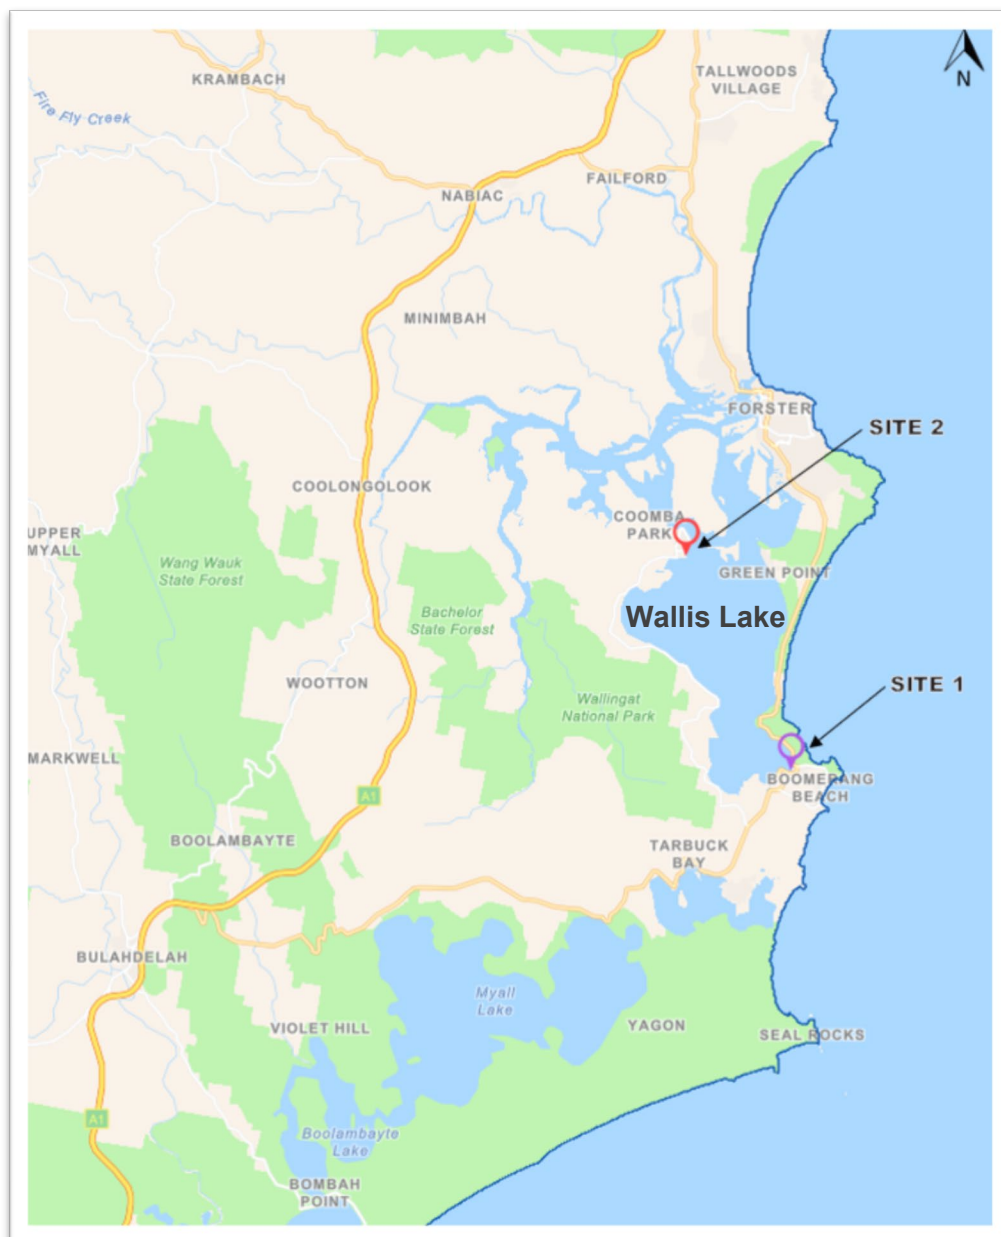 N
TALLWOODS
VILLAGE
KRAMBACH
Fire Fly Creek
FAILFORD
NABIAC
MINIMBAH
FORSTER
SITE 2
COOLONGOLOOK
COOMBA
PARK
UPPER
MYALL
Wang Wauk
State Forest
GREEN POINT
Bachelor
State Forest
Wallis Lake
WOOTTON
SITE 1
Wallingat
National Park
MARKWELL
BOOMERANG
BEACH
A1
BOOLAMBAYTE
TARBUCK
BAY
BULAHDELAH
Myall
Lake
VIOLET HILL
YAGON
SEAL ROCKS
A1
Boolambayte
Lake
BOMBAH
POINT